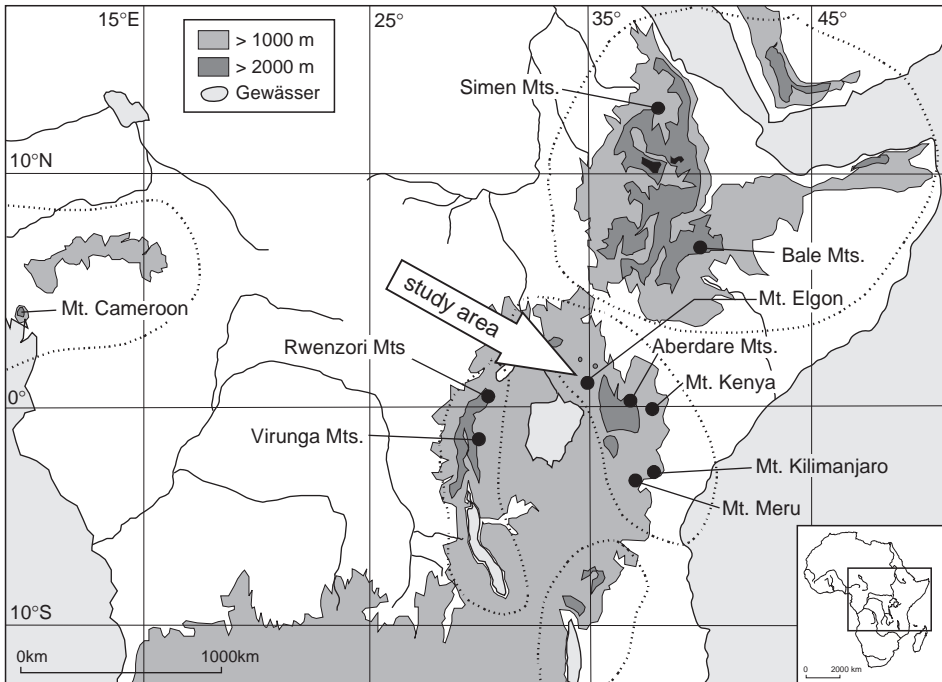 15°E
25°
35°
45°
> 1000 m
> 2000 m
Gewässer
Simen Mts.
10°N
Bale Mts.
study area
Mt. Elgon
Mt. Cameroon
Rwenzori Mts
Aberdare Mts.
Mt. Kenya
0°
Virunga Mts.
Mt. Kilimanjaro
Mt. Meru
10°S
0km 1000km
0 2000 km